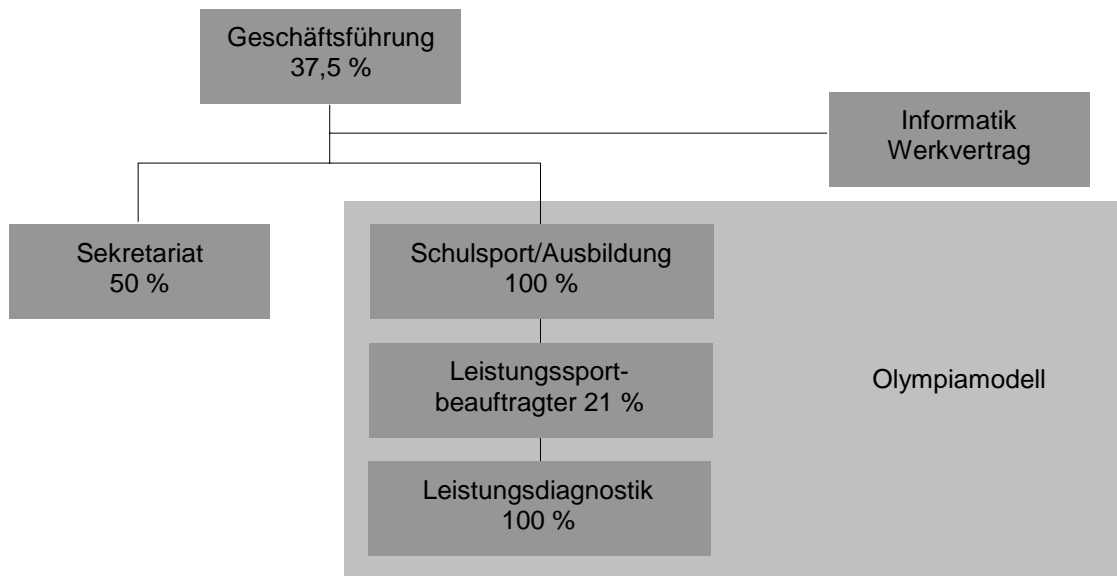 Geschäftsführung
37,5 %
Informatik
Werkvertrag
Sekretariat
50 %
Schulsport/Ausbildung
100 %
Leistungssport-
beauftragter 21 %
Olympiamodell
Leistungsdiagnostik
100 %